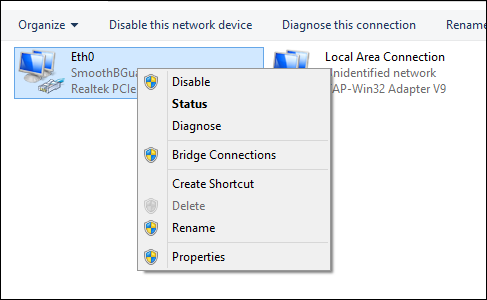 Organize Disable this network device Diagnose this connection Rename
Eth0
SmoothBGua
Realtek PCIe
Local Area Connection
Unidentified network
AP-Win32 Adapter V9
Disable
Status
Diagnose
Bridge Connections
Create Shortcut
Delete
Rename
Properties